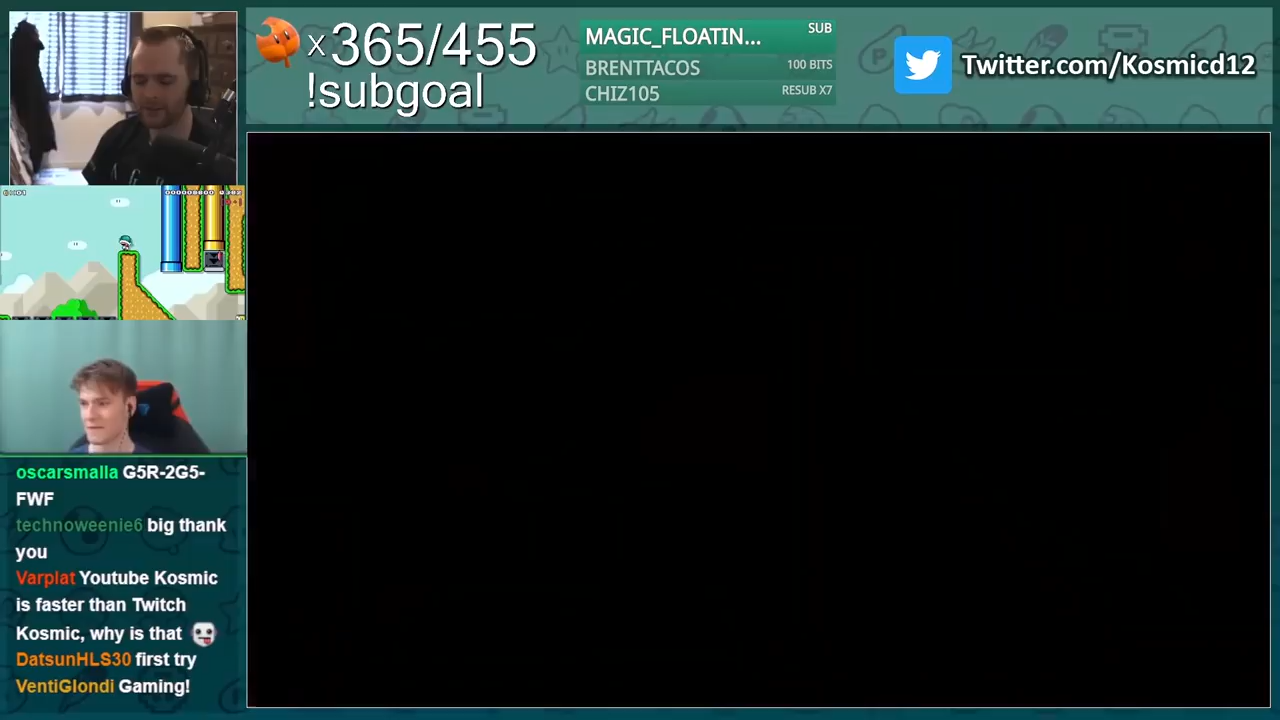 x365/455
!subgoal
MAGIC_FLOATIN... SUB
BRENTTACOS 100 BITS
CHIZ105 RESUB X7
Twitter.com/Kosmicd12
oscarsmalla G5R-2G5-
FWF
technoweenie6 big thank
you
Varplat Youtube Kosmic
is faster than Twitch
Kosmic, why is that
DatsunHLS30 first try
VentiGlondi Gaming!